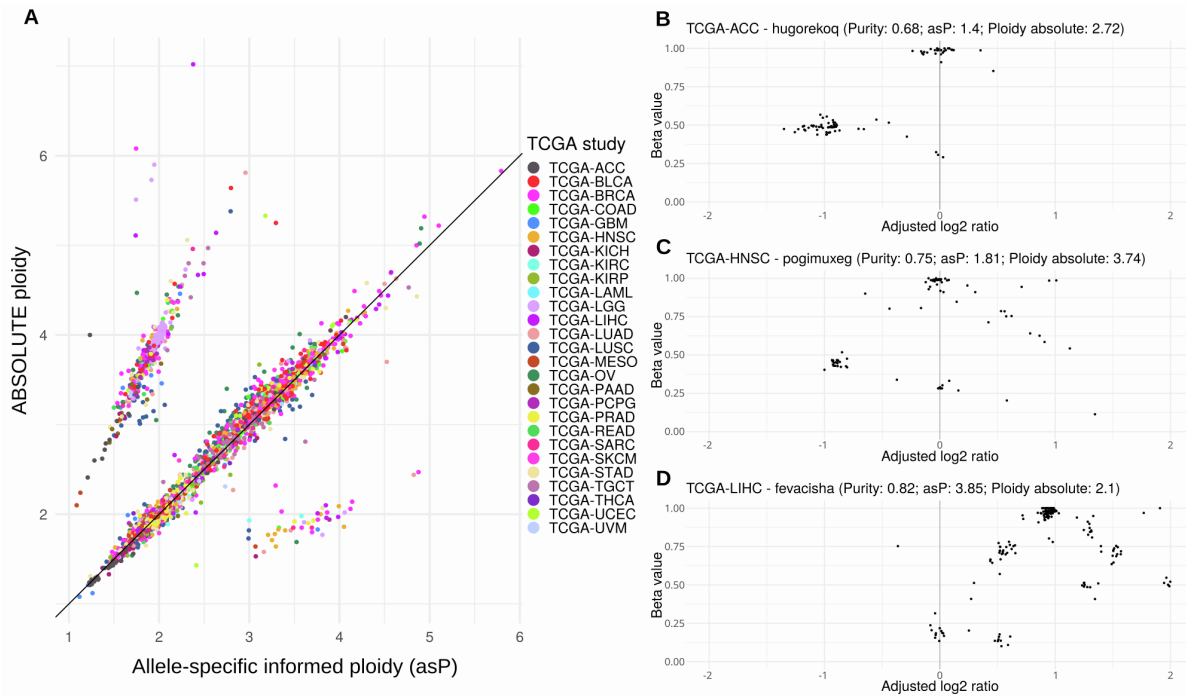 A
ABSOLUTE ploidy
6
4
2
1
2
3
4
5
6
Allele-specific informed ploidy (asP)
TCGA study
TCGA-ACC
TCGA-BLCA
TCGA-BRCA
TCGA-COAD
TCGA-GBM
TCGA-HNSC
TCGA-KICH
TCGA-KIRC
TCGA-KIRP
TCGA-LAML
TCGA-LGG
TCGA-LIHC
TCGA-LUAD
TCGA-LUSC
TCGA-MESO
TCGA-OV
TCGA-PAAD
TCGA-PCPG
TCGA-PRAD
TCGA-READ
TCGA-SARC
TCGA-SKCM
TCGA-STAD
TCGA-TGCT
TCGA-THCA
TCGA-UCEC
TCGA-UVM
B
TCGA-ACC - hugorekoq (Purity: 0.68; asP: 1.4; Ploidy absolute: 2.72)
Beta value
1.00
0.75
0.50
0.25
0.00
-2
-1
0
1
2
Adjusted log2 ratio
C
TCGA-HNSC - pogimuxeg (Purity: 0.75; asP: 1.81; Ploidy absolute: 3.74)
Beta value
1.00
0.75
0.50
0.25
0.00
-2
-1
0
1
2
Adjusted log2 ratio
D
TCGA-LIHC - fevacisha (Purity: 0.82; asP: 3.85; Ploidy absolute: 2.1)
Beta value
1.00
0.75
0.50
0.25
0.00
-2
-1
0
1
2
Adjusted log2 ratio